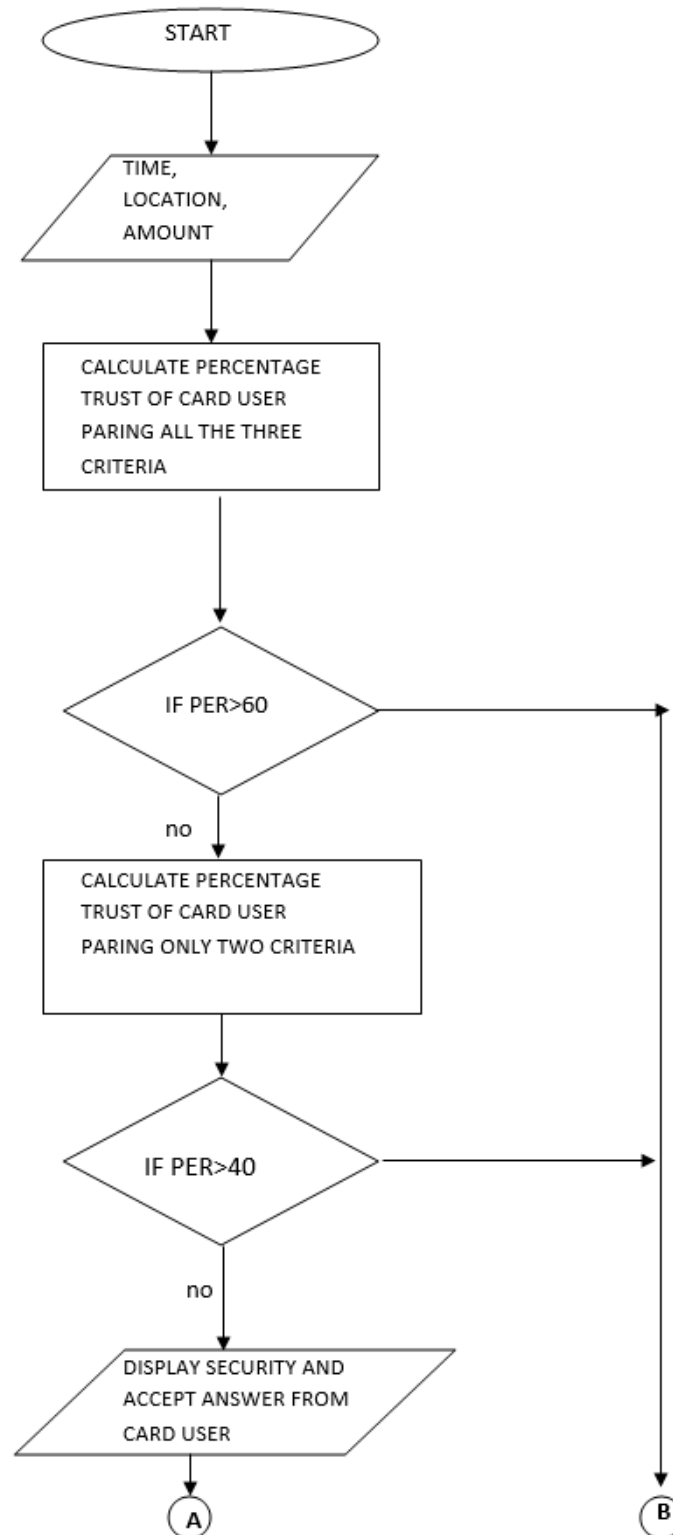 START
TIME,
LOCATION,
AMOUNT
CALCULATE PERCENTAGE
TRUST OF CARD USER
PARING ALL THE THREE
CRITERIA
IF PER>60
no
CALCULATE PERCENTAGE
TRUST OF CARD USER
PARING ONLY TWO CRITERIA
IF PER>40
no
DISPLAY SECURITY AND
ACCEPT ANSWER FROM
CARD USER
A
B